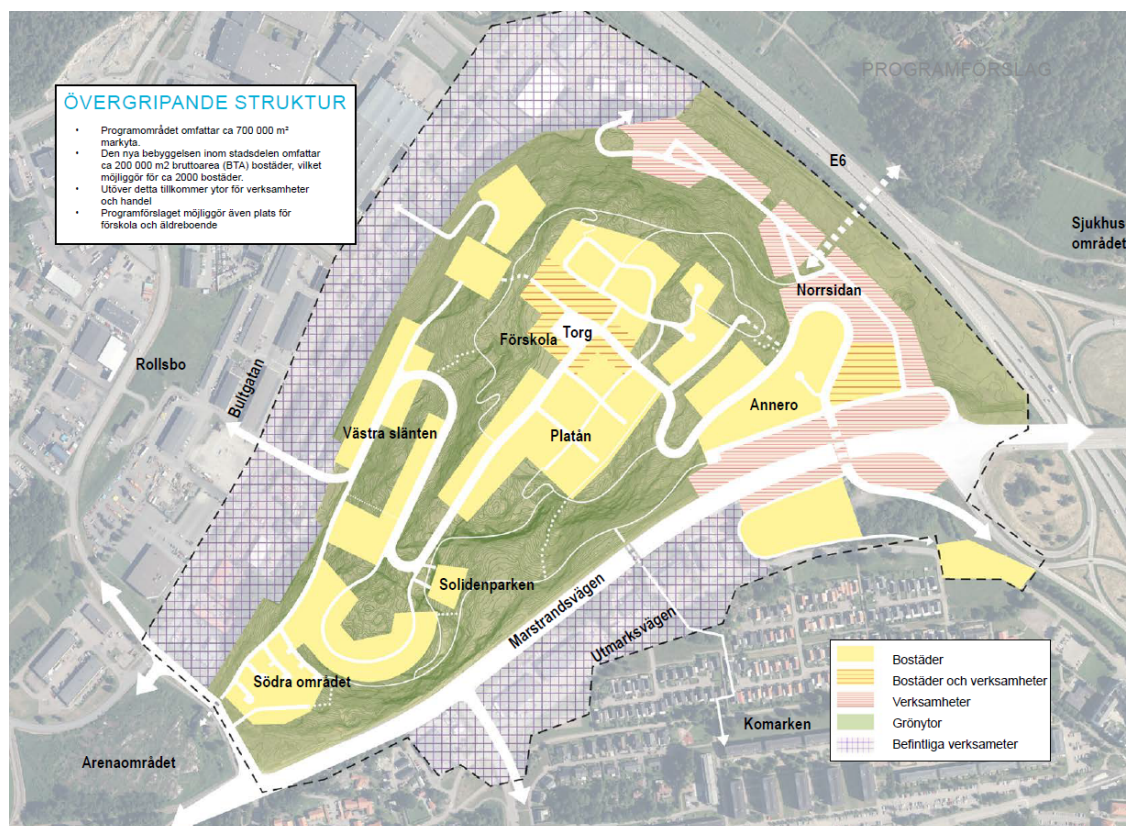 PROGRAMFÖRSLAG
ÖVERGRIPANDE STRUKTUR
• Programområdet omfattar ca 700 000 m²
markyta.
• Den nya bebyggelsen inom stadsdelen omfattar
ca 200 000 m2 bruttoarea (BTA) bostäder, vilket
möjliggör för ca 2000 bostäder.
• Utöver detta tillkommer ytor för verksamheter
och handel
• Programförslaget möjliggör även plats för
förskola och äldreboende
E6
Sjukhus
området
Norrsidan
Torg
Förskola
Rollsbo
Bultgatan
Annero
Västra slänten
Platån
Solidenparken
Marstrandsvägen
Utmarksvägen
Södra området
Komarken
Arenaområdet
Bostäder
Bostäder och verksamheter
Verksamheter
Grönytor
Befintliga verksameter